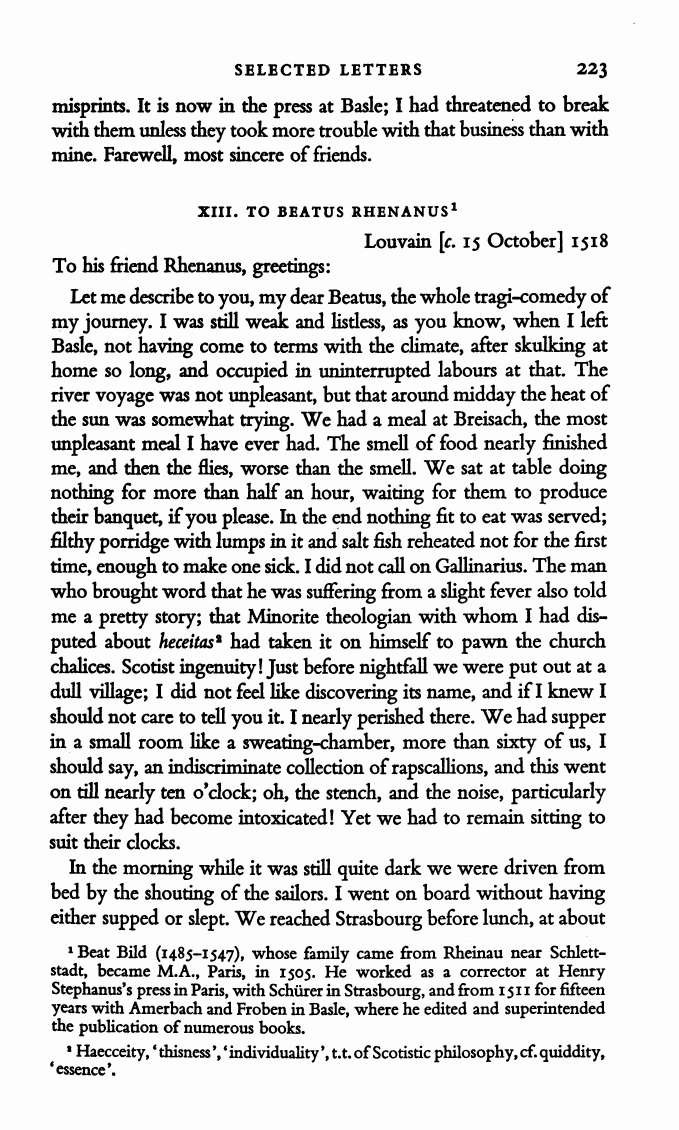 SELECTED LETTERS 223
misprints. It is now in the press at Basle; I had threatened to break
with them unless they took more trouble with that business than with
mine. Farewell, most sincere of friends.
XIII. TO BEATUS RHENANUS¹
Louvain [c. 15 October] 1518
To his friend Rhenanus, greetings:
Let me describe to you, my dear Beatus, the whole tragi-comedy of
my journey. I was still weak and listless, as you know, when I left
Basle, not having come to terms with the climate, after skulking at
home so long, and occupied in uninterrupted labours at that. The
river voyage was not unpleasant, but that around midday the heat of
the sun was somewhat trying. We had a meal at Breisach, the most
unpleasant meal I have ever had. The smell of food nearly finished
me, and then the flies, worse than the smell. We sat at table doing
nothing for more than half an hour, waiting for them to produce
their banquet, if you please. In the end nothing fit to eat was served;
filthy porridge with lumps in it and salt fish reheated not for the first
time, enough to make one sick. I did not call on Gallinarius. The man
who brought word that he was suffering from a slight fever also told
me a pretty story; that Minorite theologian with whom I had dis-
puted about heceitas² had taken it on himself to pawn the church
chalices. Scotist ingenuity! Just before nightfall we were put out at a
dull village; I did not feel like discovering its name, and if I knew I
should not care to tell you it. I nearly perished there. We had supper
in a small room like a sweating-chamber, more than sixty of us, I
should say, an indiscriminate collection of rapscallions, and this went
on till nearly ten o'clock; oh, the stench, and the noise, particularly
after they had become intoxicated! Yet we had to remain sitting to
suit their clocks.
In the morning while it was still quite dark we were driven from
bed by the shouting of the sailors. I went on board without having
either supped or slept. We reached Strasbourg before lunch, at about
¹ Beat Bild (1485–1547), whose family came from Rheinau near Schlett-
stadt, became M.A., Paris, in 1505. He worked as a corrector at Henry
Stephanus's press in Paris, with Schürer in Strasbourg, and from 1511 for fifteen
years with Amerbach and Froben in Basle, where he edited and superintended
the publication of numerous books.
² Haecceity, 'thisness', 'individuality', t.t. of Scotistic philosophy, cf. quiddity,
'essence'.